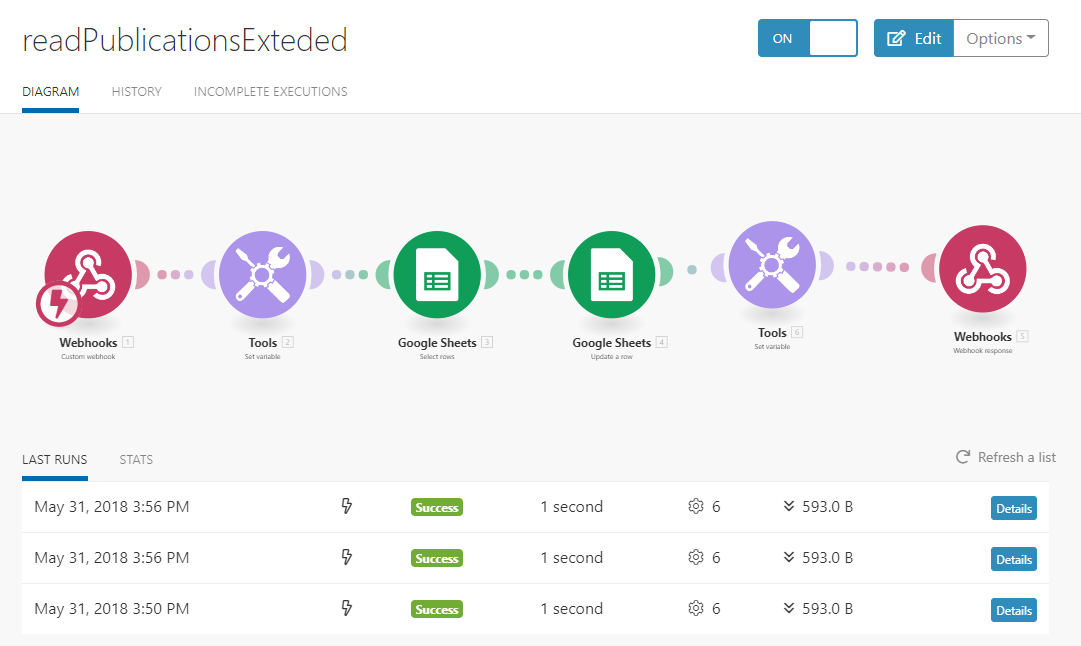 readPublicationsExteded
ON
Edit
Options
DIAGRAM HISTORY INCOMPLETE EXECUTIONS
Webhooks 1
Custom webhook
Tools 2
Set variable
Google Sheets 3
Select rows
Google Sheets 4
Update a row
Tools 6
Set variable
Webhooks 5
Webhook response
LAST RUNS STATS Refresh a list
May 31, 2018 3:56 PM Success 1 second 6 593.0 B Details
May 31, 2018 3:56 PM Success 1 second 6 593.0 B Details
May 31, 2018 3:50 PM Success 1 second 6 593.0 B Details